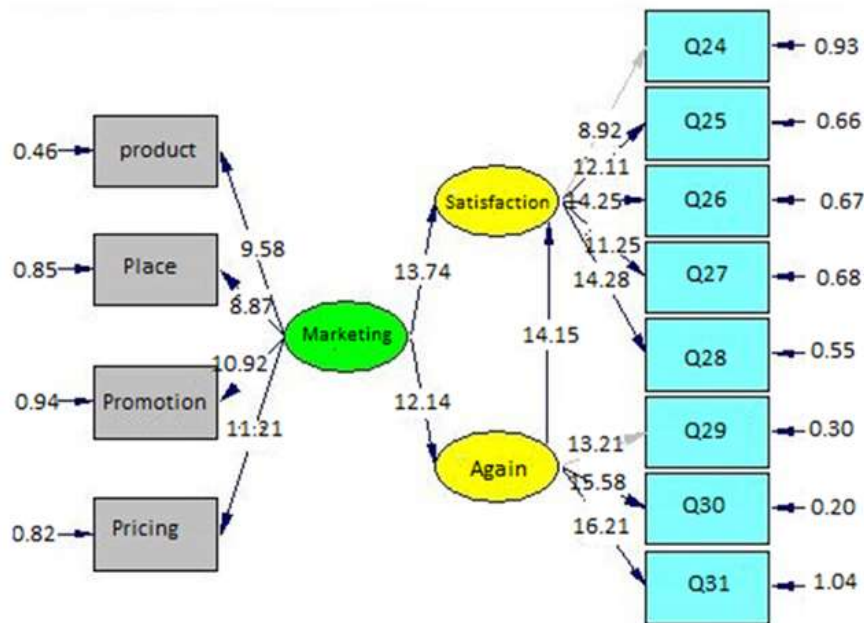 Q24
0.93
8.92
0.46
product
Q25
0.66
12.11
Satisfaction
14.25
Q26
0.67
9.58
11.25
Place
0.85
13.74
Q27
0.68
14.28
8.87
Marketing
14.15
Q28
0.55
10.92
Promotion
0.94
12.14
11.21
13.21
Q29
0.30
Again
15.58
Q30
0.20
Pricing
0.82
16.21
Q31
1.04